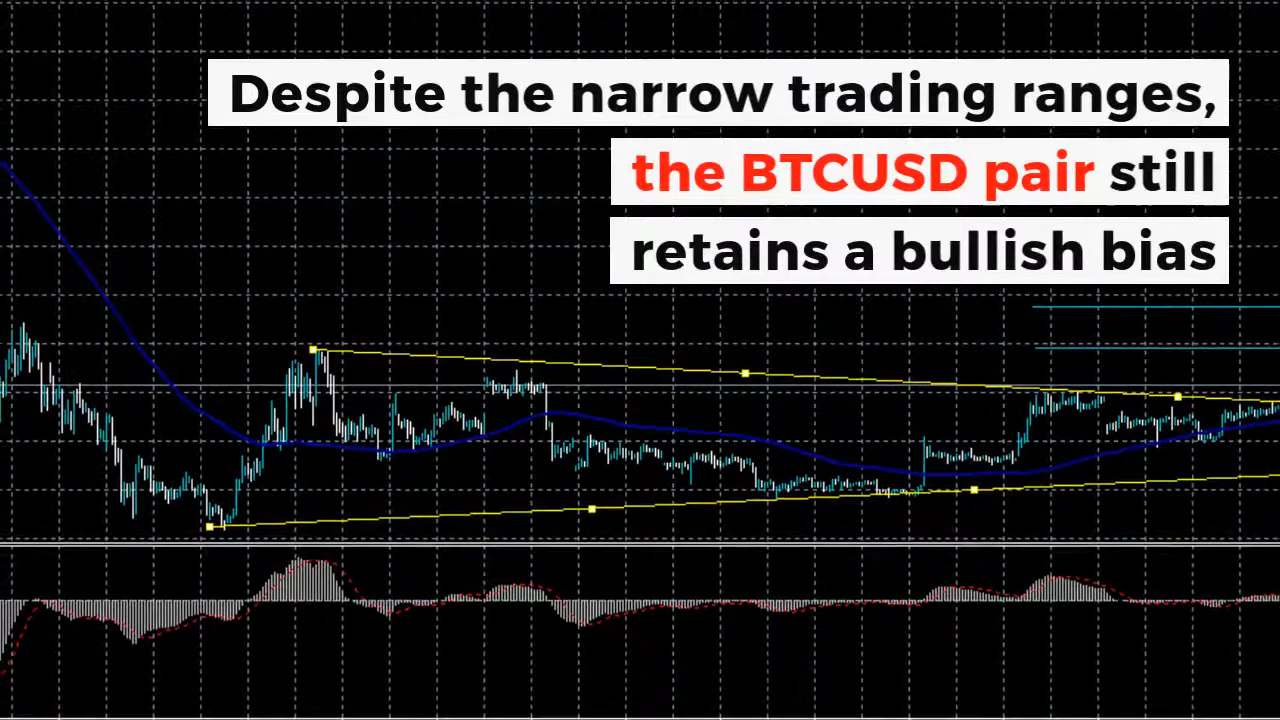 Despite the narrow trading ranges,
the BTCUSD pair still
retains a bullish bias